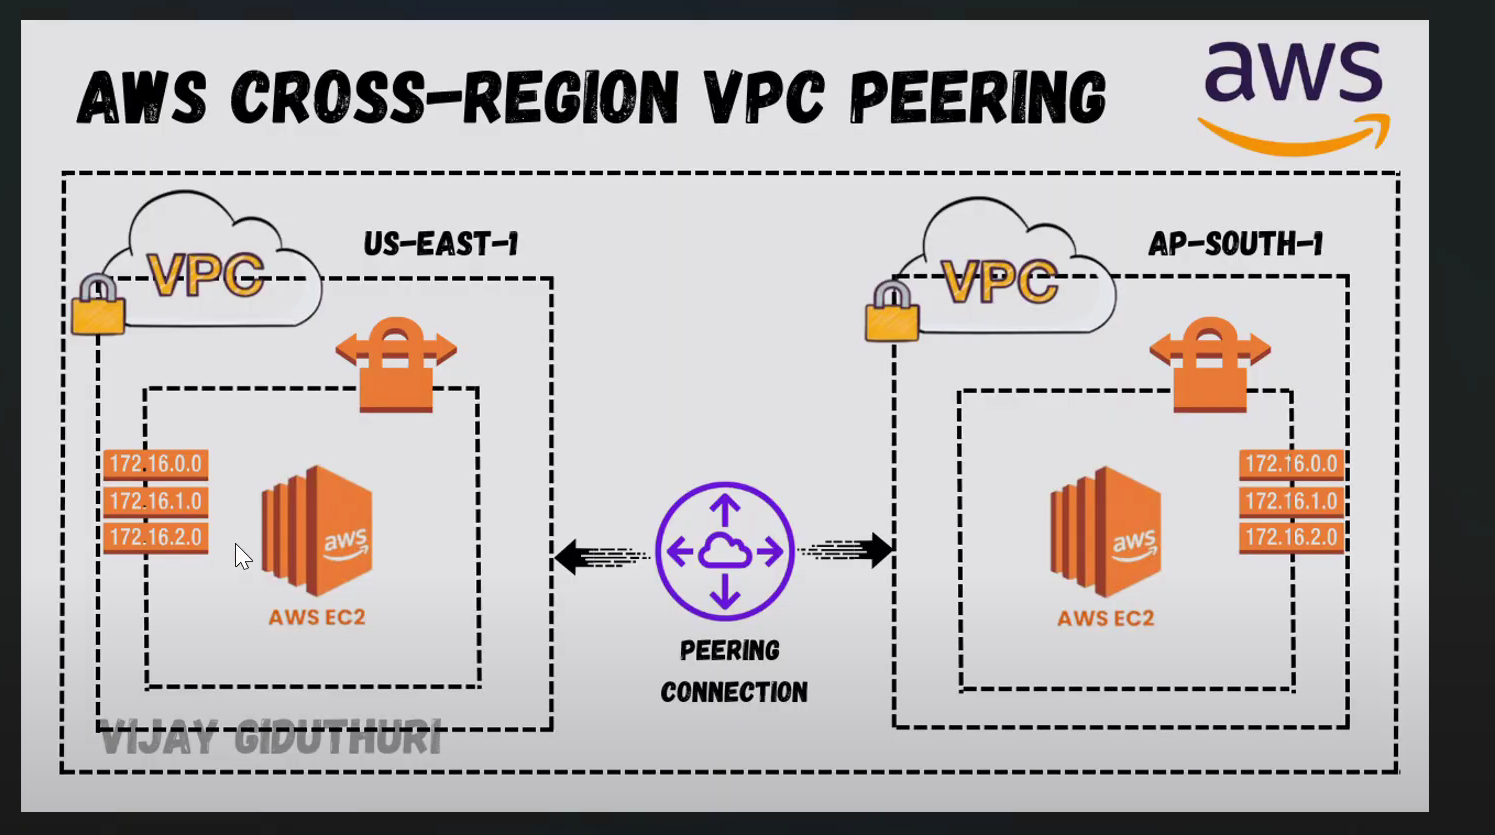 AWS CROSS-REGION VPC PEERING
aws
VPC
US-EAST-1
VPC
AP-SOUTH-1
172.16.0.0
172.16.1.0
172.16.2.0
aws
AWS EC2
PEERING
CONNECTION
aws
AWS EC2
172.16.0.0
172.16.1.0
172.16.2.0
VIJAY GIDUTHURI